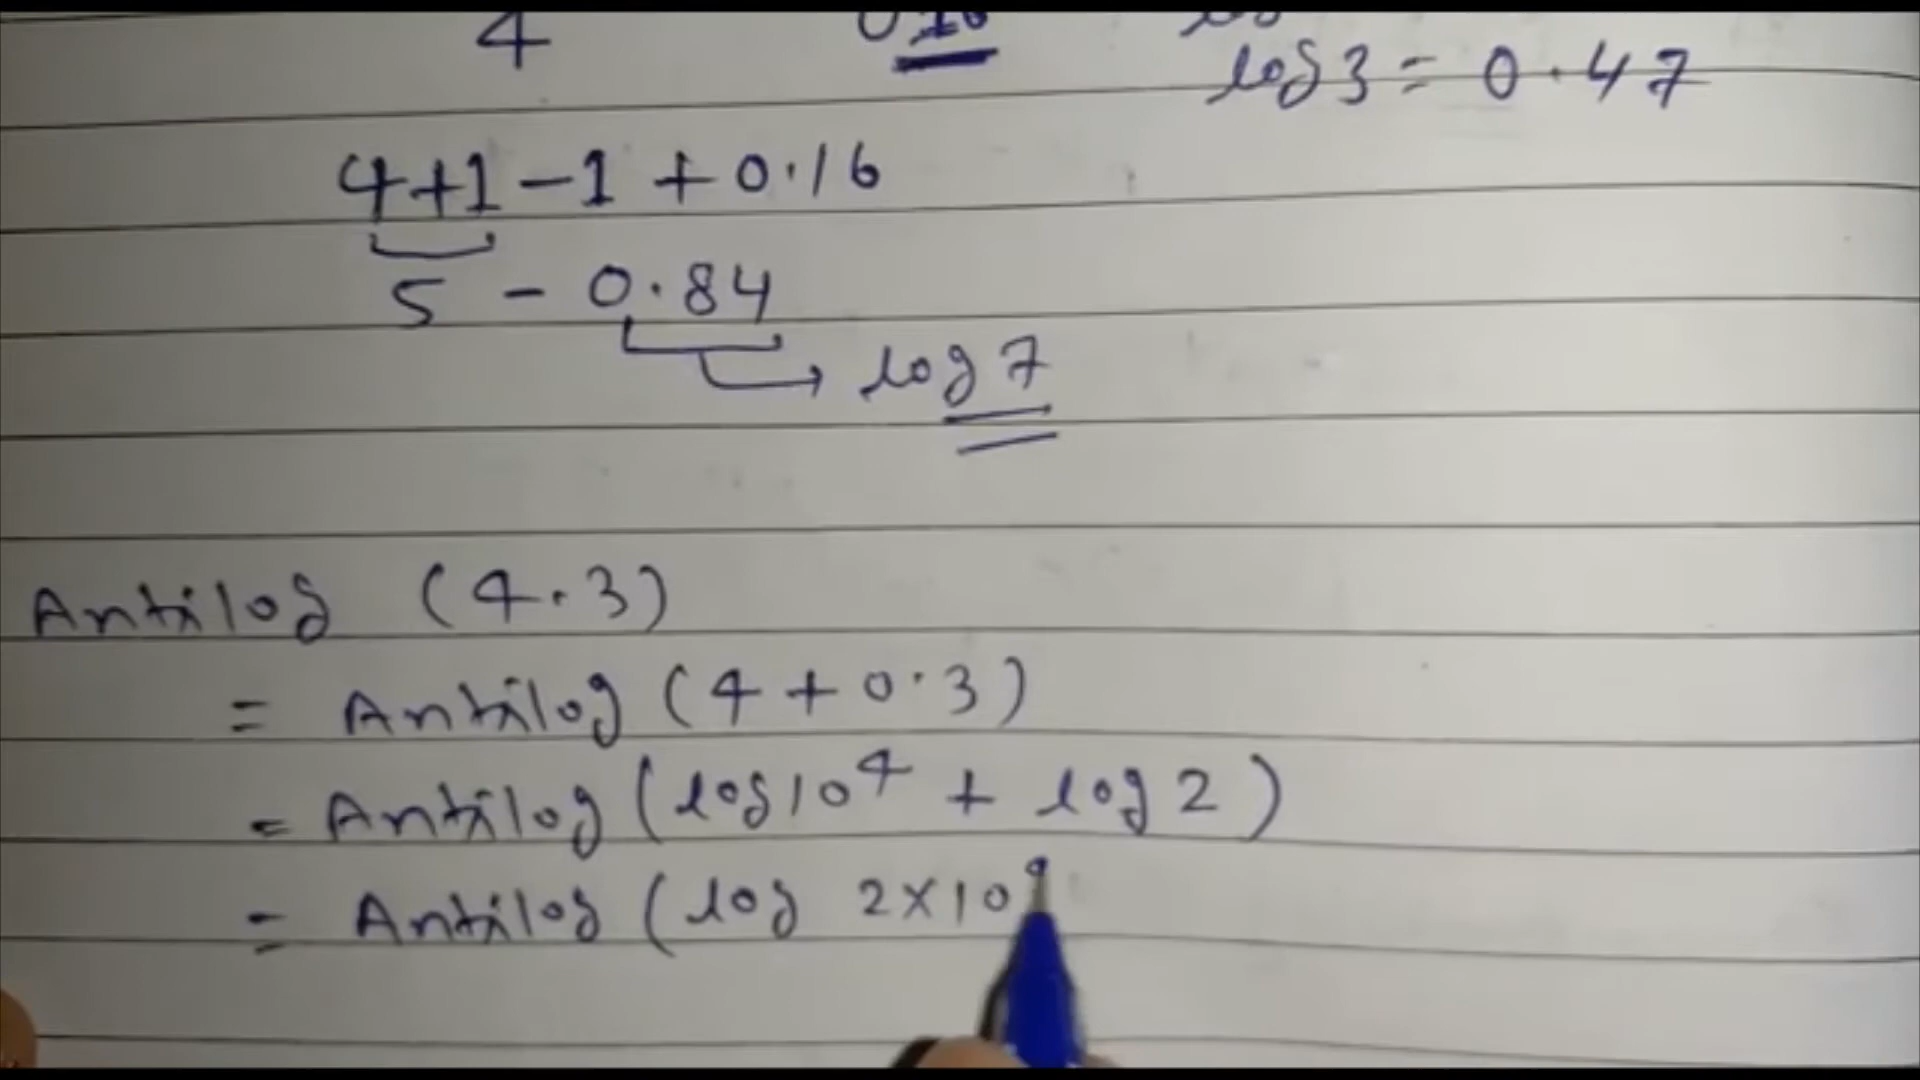 4
log 3 = 0.47
4+1-1+0.16
5 - 0.84
log 7
Antilog (4.3)
= Antilog (4 + 0.3)
= Antilog (log 10⁴ + log 2)
= Antilog (log 2×10